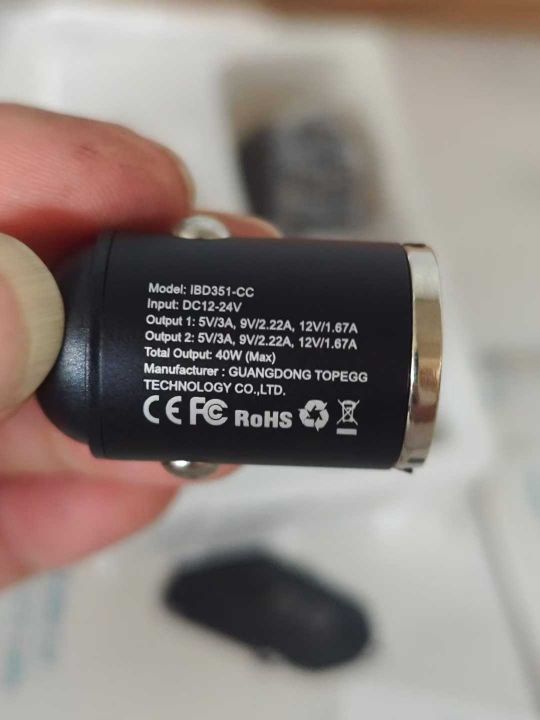 Model: IBD351-CC
Input: DC12-24V
Output 1: 5V/3A, 9V/2.22A, 12V/1.67A
Output 2: 5V/3A, 9V/2.22A, 12V/1.67A
Total Output: 40W (Max)
Manufacturer : GUANGDONG TOPEGG
TECHNOLOGY CO.,LTD.
CE FC RoHS